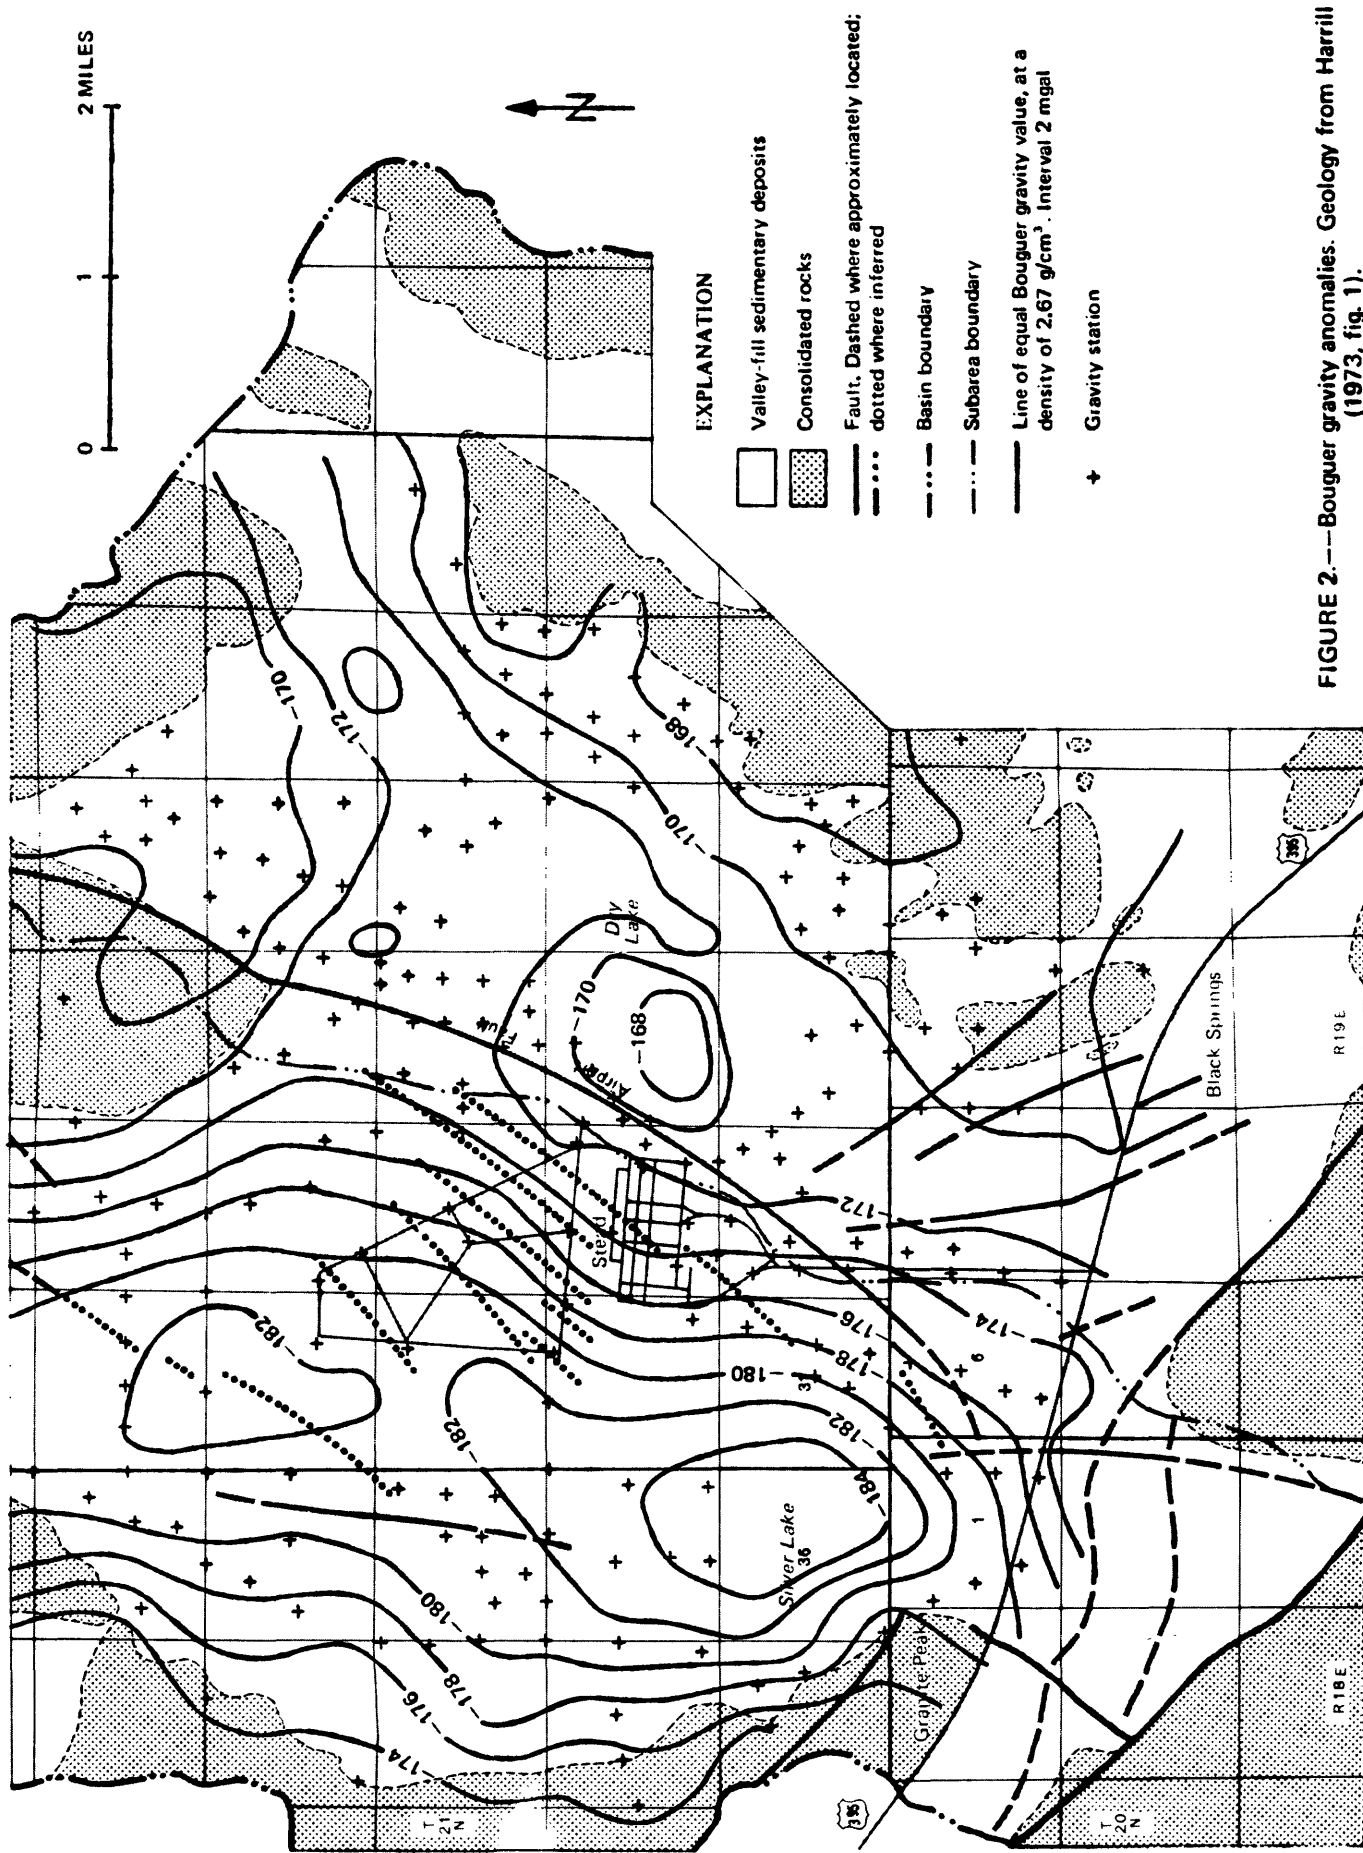 0 1 2 MILES
N
EXPLANATION
Valley-fill sedimentary deposits
Consolidated rocks
Fault. Dashed where approximately located;
dotted where inferred
Basin boundary
Subarea boundary
Line of equal Bouguer gravity value, at a
density of 2.67 g/cm³. Interval 2 mgal
Gravity station
FIGURE 2.––Bouguer gravity anomalies. Geology from Harrill
(1973, fig. 1).
–170
–172
–182
–180
–178
–176
–174
–182
Airport Fault
Dry
Lake
–170
–168
–168
–170
Stead
–172
–174
–176
–178
–180
–182
–184
Silver Lake
36
31
6
1
Granite Peak
Black Springs
395
395
T
21
N
T
20
N
R18E
R19E